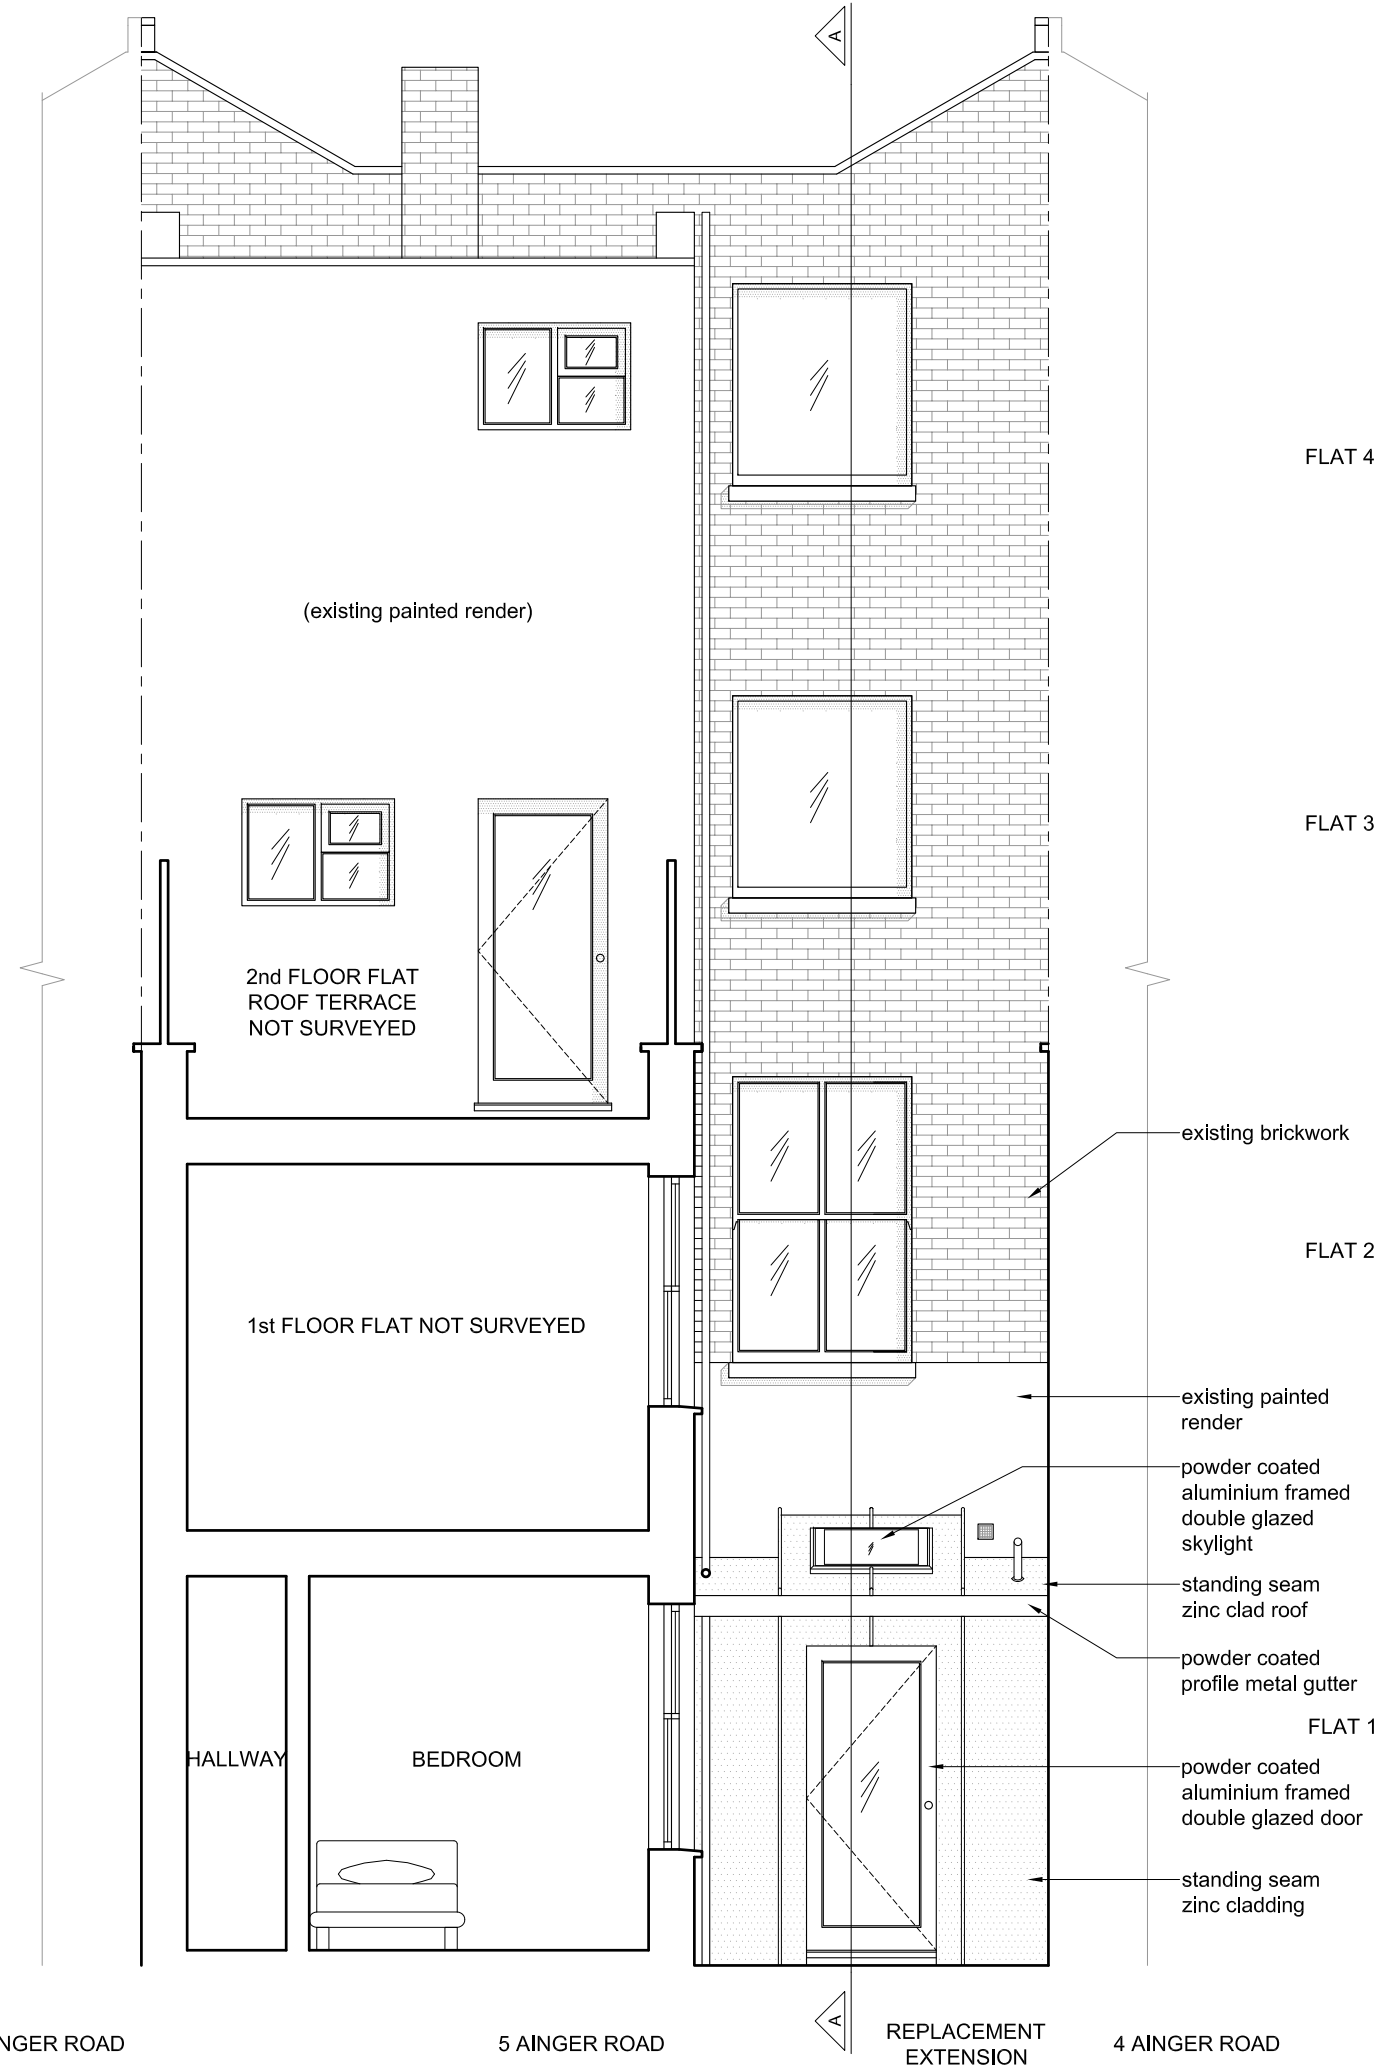 A
FLAT 4
(existing painted render)
FLAT 3
2nd FLOOR FLAT
ROOF TERRACE
NOT SURVEYED
existing brickwork
FLAT 2
1st FLOOR FLAT NOT SURVEYED
existing painted
render
powder coated
aluminium framed
double glazed
skylight
standing seam
zinc clad roof
powder coated
profile metal gutter
FLAT 1
HALLWAY
BEDROOM
powder coated
aluminium framed
double glazed door
standing seam
zinc cladding
A
NGER ROAD
5 AINGER ROAD
REPLACEMENT
EXTENSION
4 AINGER ROAD